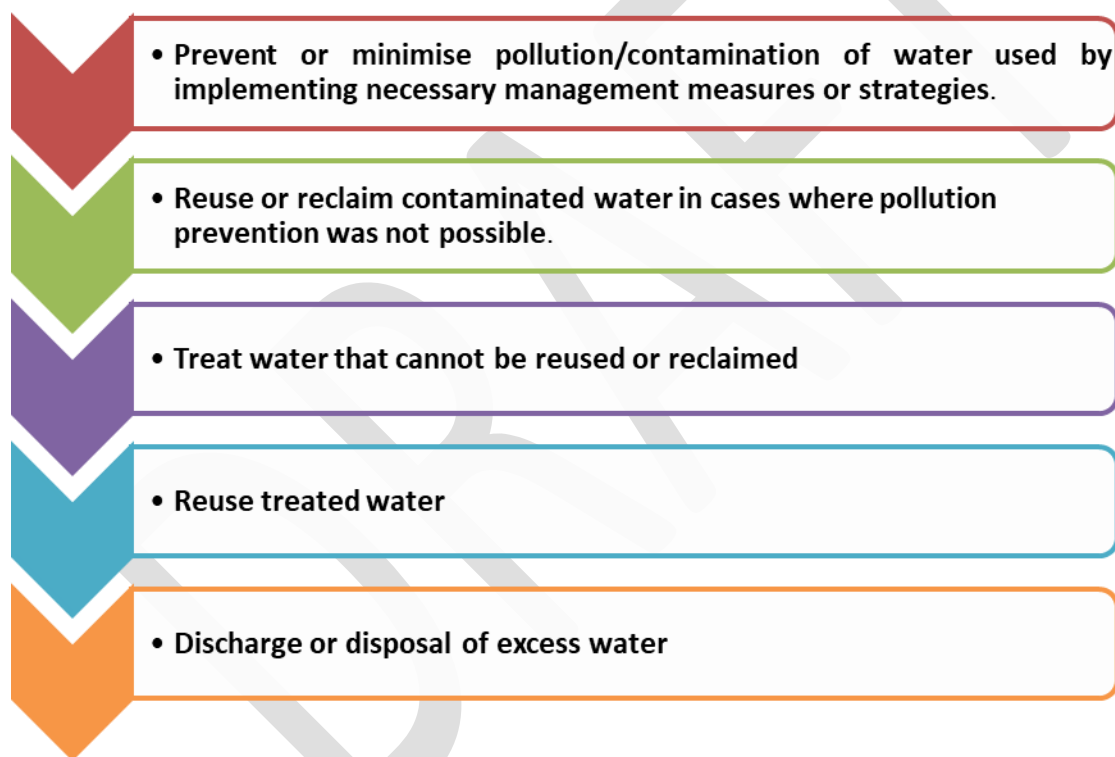 • Prevent or minimise pollution/contamination of water used by
implementing necessary management measures or strategies.
• Reuse or reclaim contaminated water in cases where pollution
prevention was not possible.
• Treat water that cannot be reused or reclaimed
• Reuse treated water
• Discharge or disposal of excess water
DRAFT